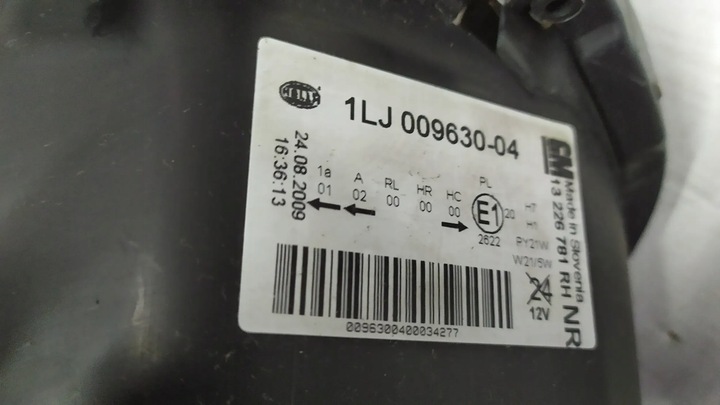 HELLA
1LJ 009630-04
24.08.2009
16:36:13
1a A RL HR HC PL
01 02 00 00 00
E1 20
2622
H7
H1
PY21W
W21/5W
24
12V
GM
13 226 781 RH
Made in Slovenia
NR
0096300400034277